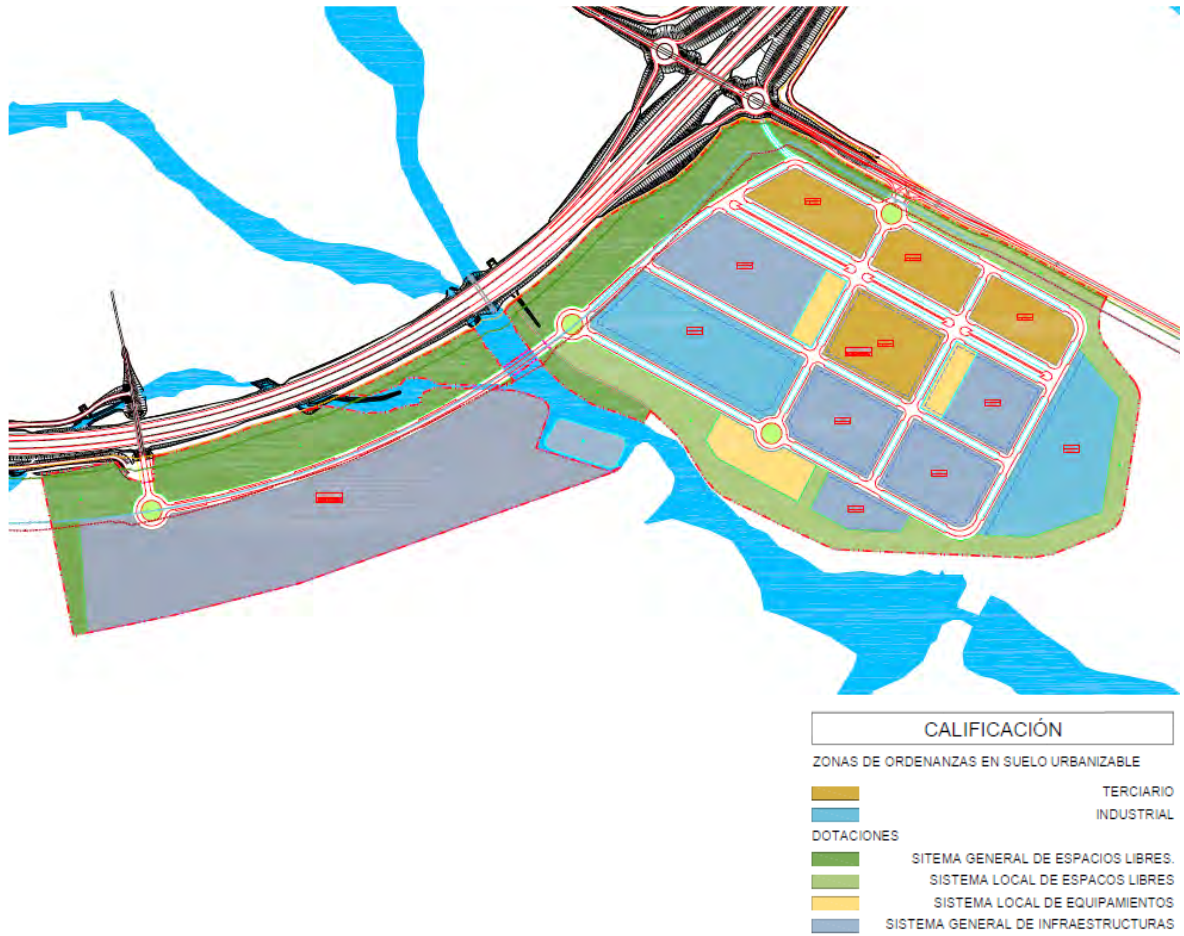 CALIFICACIÓN
ZONAS DE ORDENANZAS EN SUELO URBANIZABLE
TERCIARIO
INDUSTRIAL
DOTACIONES
SITEMA GENERAL DE ESPACIOS LIBRES.
SISTEMA LOCAL DE ESPACOS LIBRES
SISTEMA LOCAL DE EQUIPAMIENTOS
SISTEMA GENERAL DE INFRAESTRUCTURAS